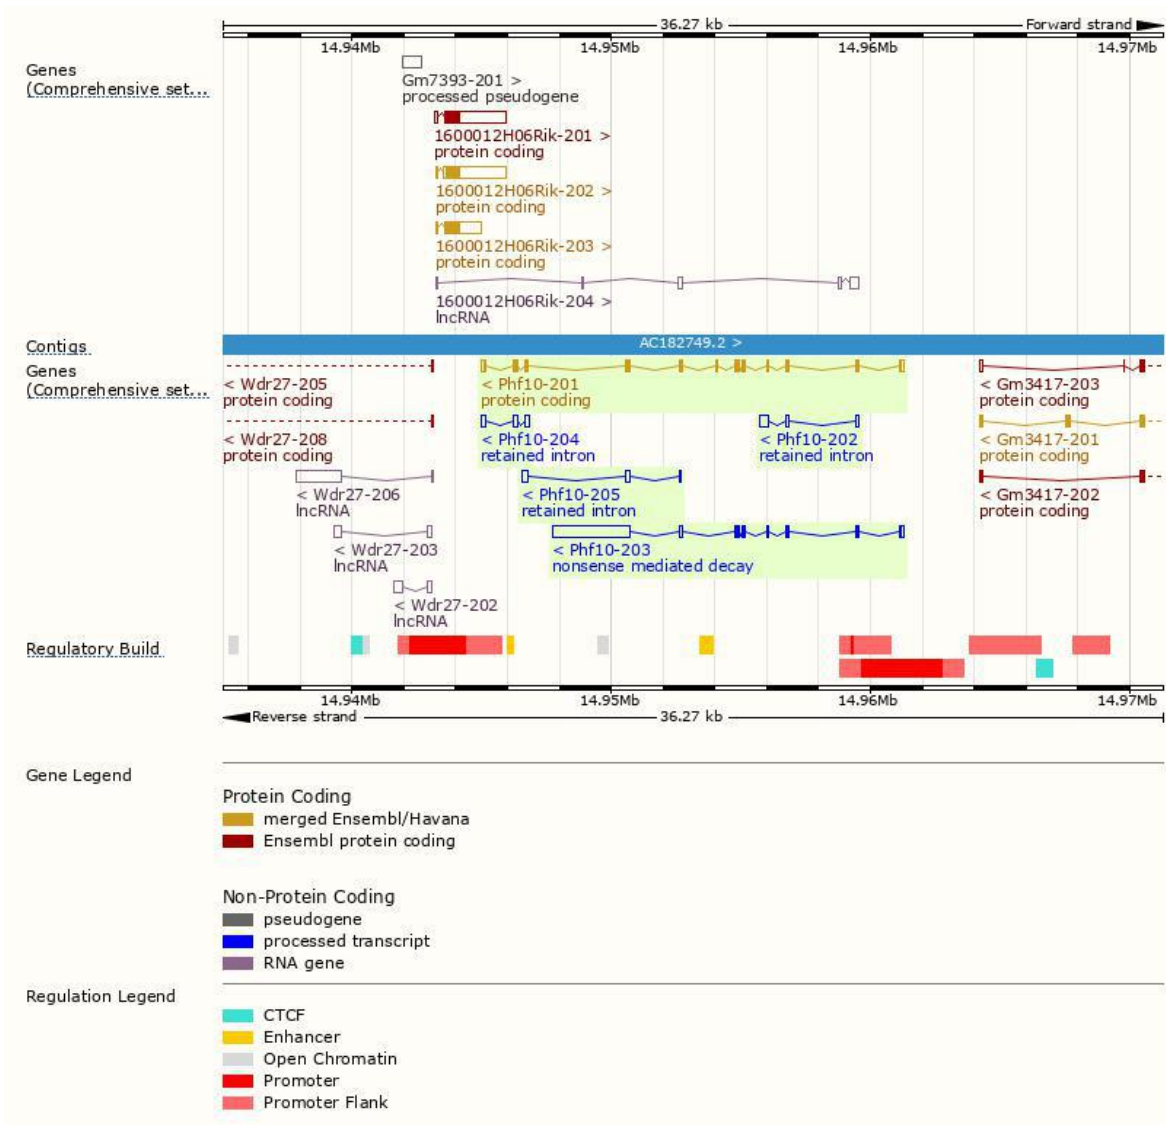 36.27 kb
Forward strand
14.94Mb 14.95Mb 14.96Mb 14.97Mb
Genes
(Comprehensive set...
Gm7393-201 >
processed pseudogene
1600012H06Rik-201 >
protein coding
1600012H06Rik-202 >
protein coding
1600012H06Rik-203 >
protein coding
1600012H06Rik-204 >
lncRNA
Contigs
AC182749.2 >
Genes
(Comprehensive set...
< Wdr27-205 < Phf10-201 < Gm3417-203
protein coding protein coding protein coding
< Wdr27-208 < Phf10-204 < Phf10-202 < Gm3417-201
protein coding retained intron retained intron protein coding
< Wdr27-206 < Phf10-205 < Gm3417-202
lncRNA retained intron protein coding
< Wdr27-203 < Phf10-203
lncRNA nonsense mediated decay
< Wdr27-202
lncRNA
Regulatory Build
14.94Mb 14.95Mb 14.96Mb 14.97Mb
Reverse strand 36.27 kb
Gene Legend
Protein Coding
merged Ensembl/Havana
Ensembl protein coding
Non-Protein Coding
pseudogene
processed transcript
RNA gene
Regulation Legend
CTCF
Enhancer
Open Chromatin
Promoter
Promoter Flank